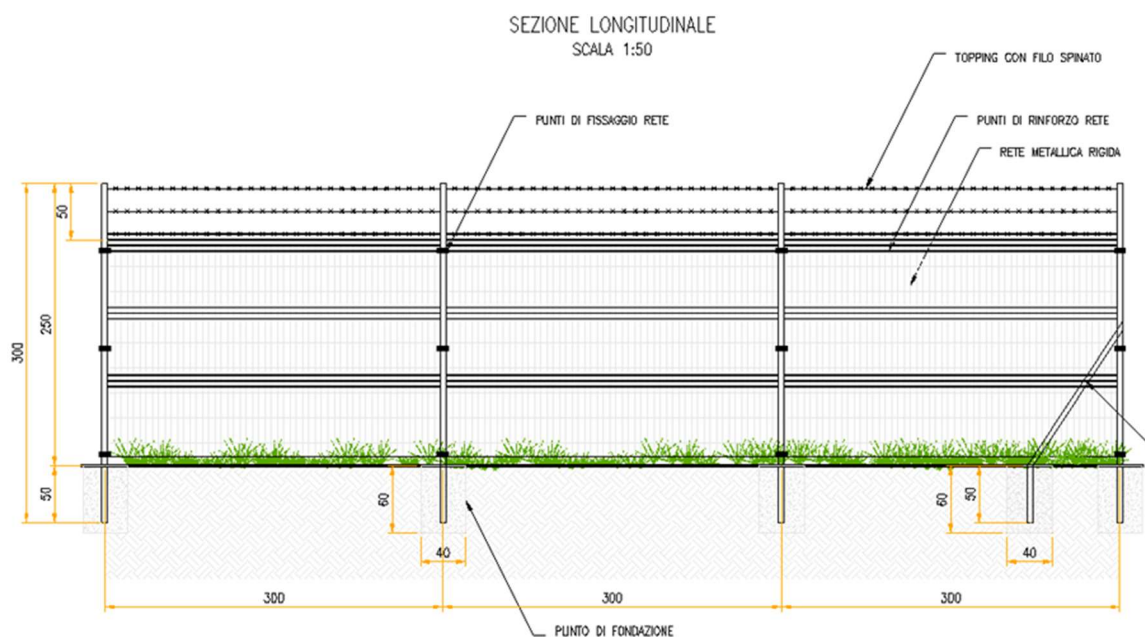 SEZIONE LONGITUDINALE
SCALA 1:50
TOPPING CON FILO SPINATO
PUNTI DI FISSAGGIO RETE
PUNTI DI RINFORZO RETE
RETE METALLICA RIGIDA
50
250
300
50
60
40
60
50
40
300
300
300
PUNTO DI FONDAZIONE